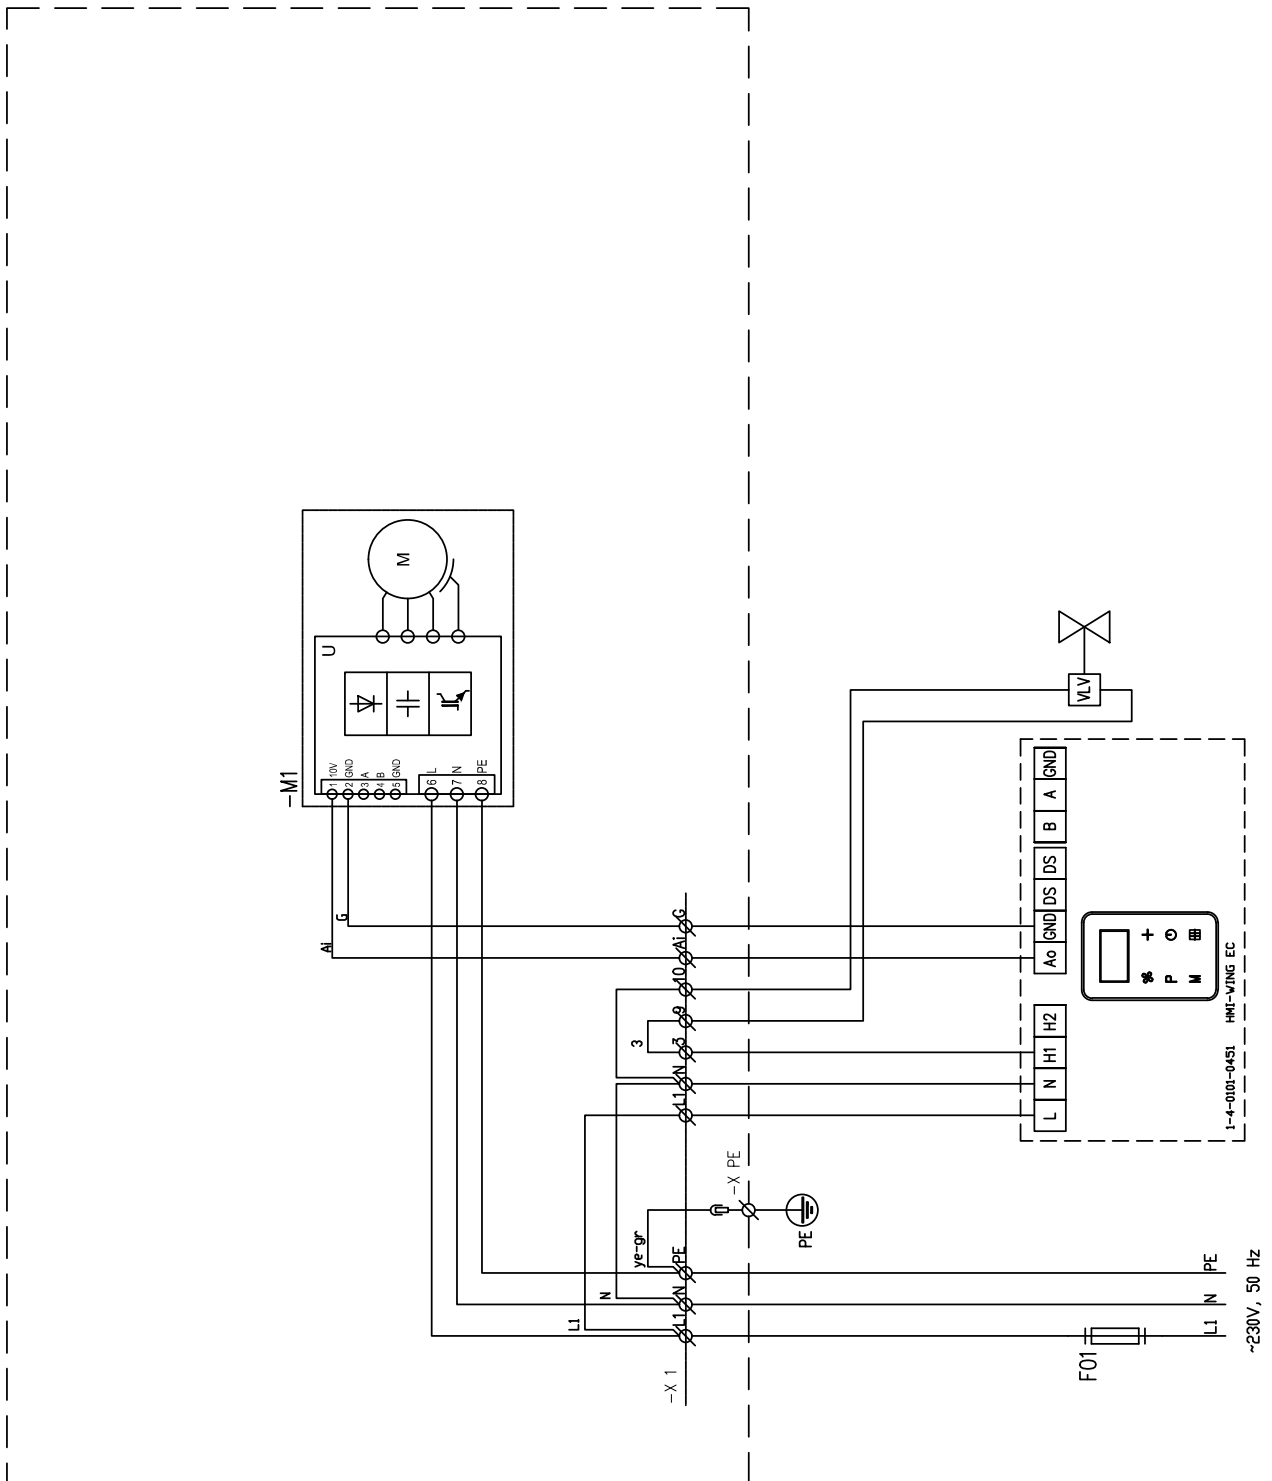 -M1
M
U
1 10V
2 GND
3 A
4 B
5 GND
6 L
7 N
8 PE
Ai
G
G
Ai
10
9
3
N
L1
3
N
L1
ye-gr
PE
N
L1
-X 1
-X PE
PE
VLV
GND
A
B
DS
DS
GND
Ao
H2
H1
N
L
P
M
1-4-0101-0451 HMI-WING EC
F01
PE
N
L1
~230V, 50 Hz